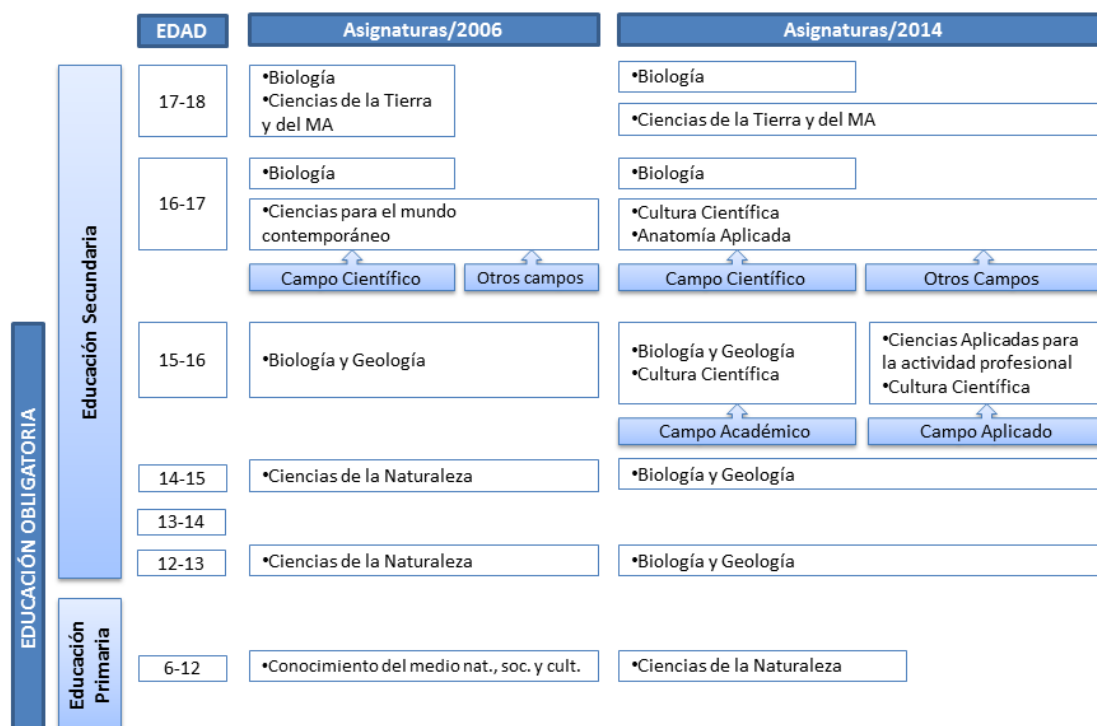 EDAD
Asignaturas/2006
Asignaturas/2014
EDUCACIÓN OBLIGATORIA
Educación Secundaria
17-18
•Biología
•Ciencias de la Tierra
y del MA
•Biología
•Ciencias de la Tierra y del MA
16-17
•Biología
•Ciencias para el mundo
contemporáneo
•Biología
•Cultura Científica
•Anatomía Aplicada
Campo Científico
Otros campos
Campo Científico
Otros Campos
15-16
•Biología y Geología
•Biología y Geología
•Cultura Científica
•Ciencias Aplicadas para
la actividad profesional
•Cultura Científica
Campo Académico
Campo Aplicado
14-15
•Ciencias de la Naturaleza
•Biología y Geología
13-14
12-13
•Ciencias de la Naturaleza
•Biología y Geología
Educación
Primaria
6-12
•Conocimiento del medio nat., soc. y cult.
•Ciencias de la Naturaleza